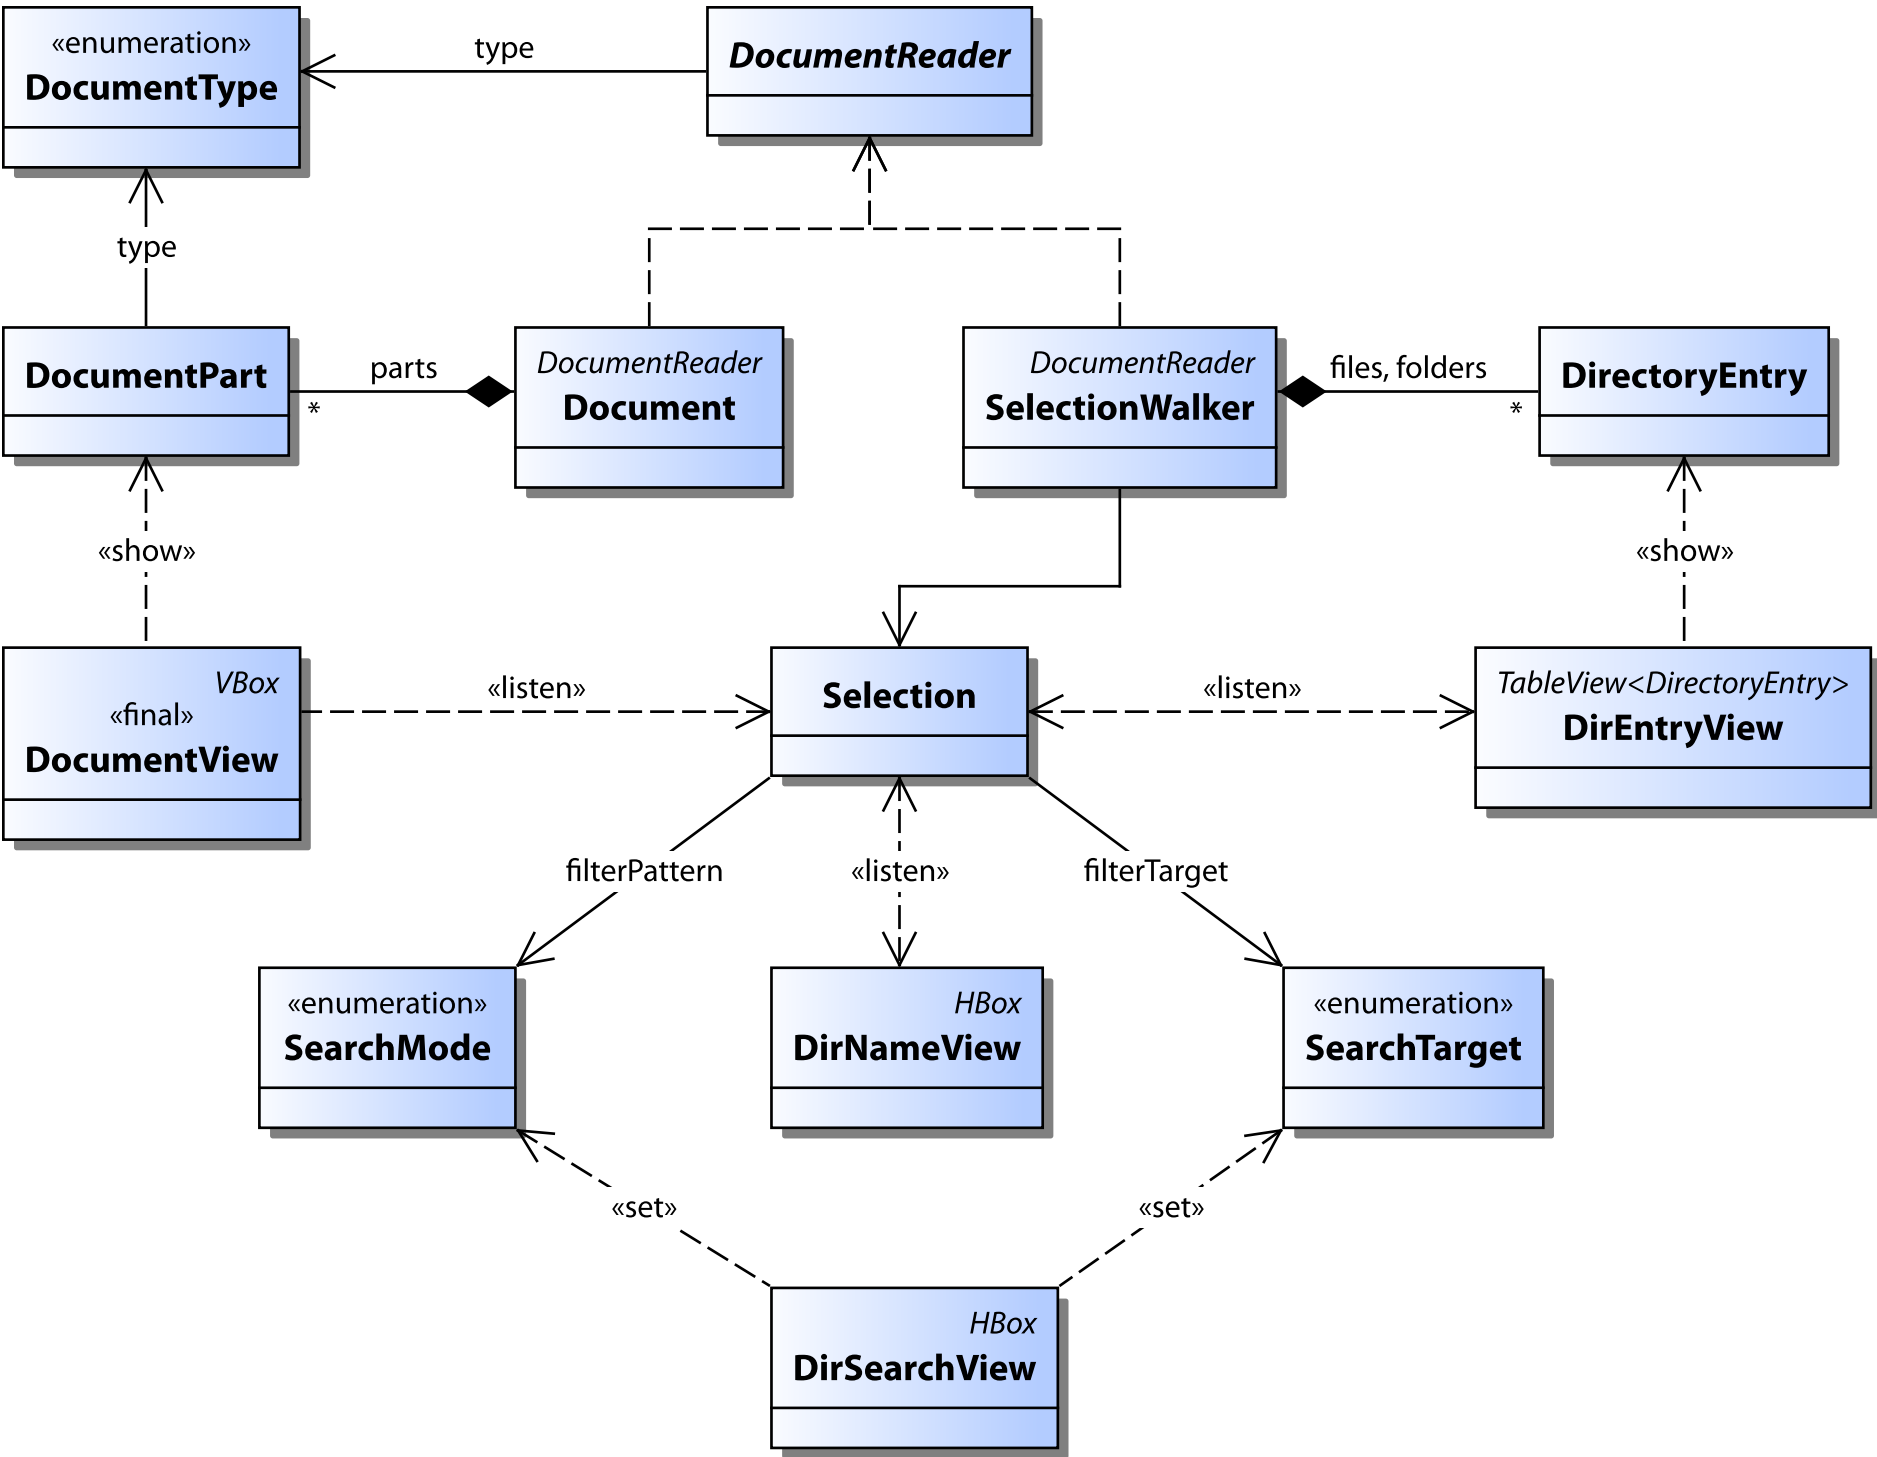 «enumeration»
DocumentType
type
DocumentReader
type
DocumentPart
parts
*
DocumentReader
Document
DocumentReader
SelectionWalker
files, folders
*
DirectoryEntry
«show»
«show»
VBox
«final»
DocumentView
«listen»
Selection
«listen»
TableView<DirectoryEntry>
DirEntryView
filterPattern
«listen»
filterTarget
«enumeration»
SearchMode
HBox
DirNameView
«enumeration»
SearchTarget
«set»
«set»
HBox
DirSearchView